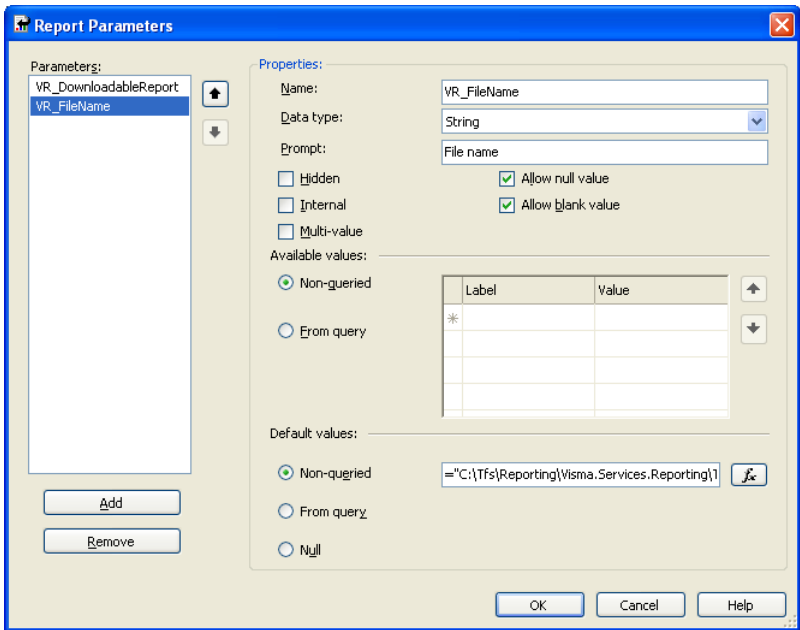 Report Parameters
Parameters:
VR_DownloadableReport
VR_FileName
Add
Remove
Properties:
Name:
VR_FileName
Data type:
String
Prompt:
File name
Hidden
Allow null value
Internal
Allow blank value
Multi-value
Available values:
Non-queried
From query
Label
Value
Default values:
Non-queried
="C:\Tfs\Reporting\Visma.Services.Reporting\
From query
Null
OK
Cancel
Help